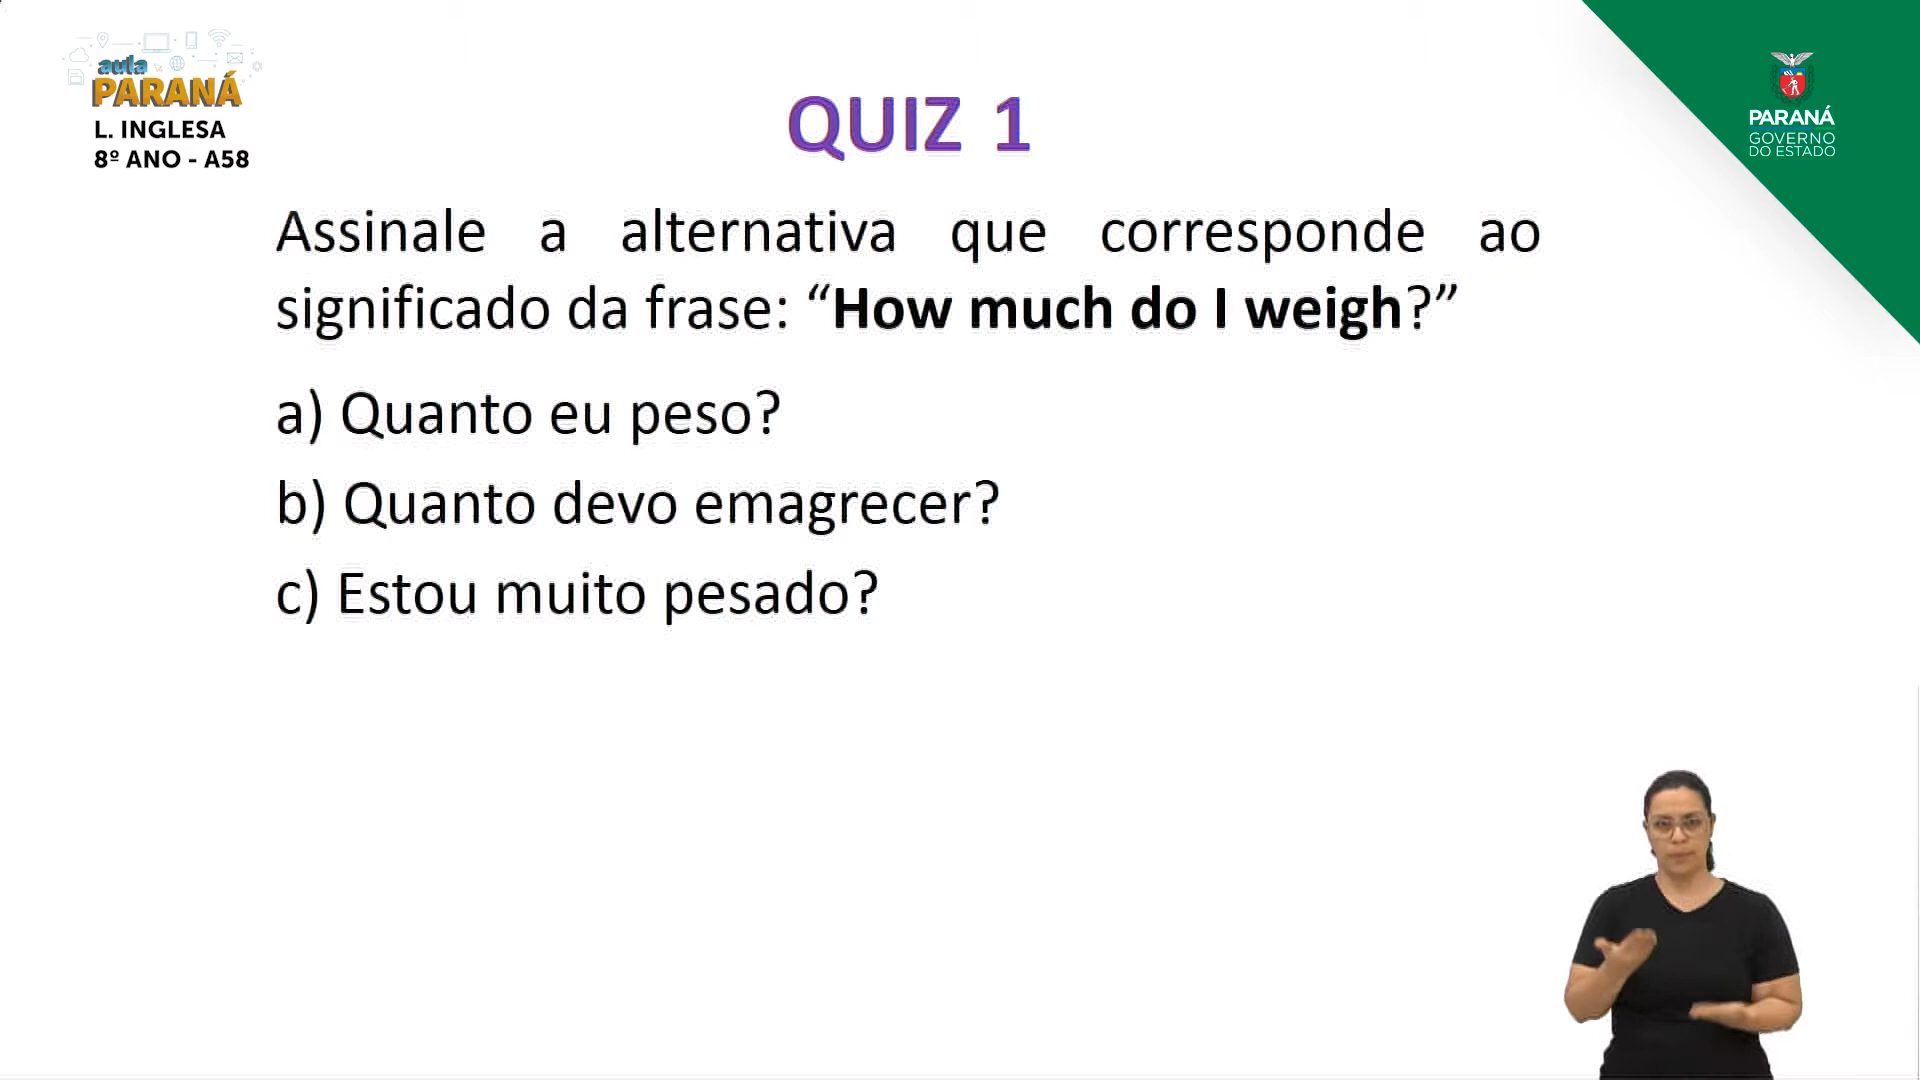 aula
PARANÁ
L. INGLESA
8º ANO - A58
QUIZ 1
PARANÁ
GOVERNO
DO ESTADO
Assinale a alternativa que corresponde ao
significado da frase: “How much do I weigh?”
a) Quanto eu peso?
b) Quanto devo emagrecer?
c) Estou muito pesado?